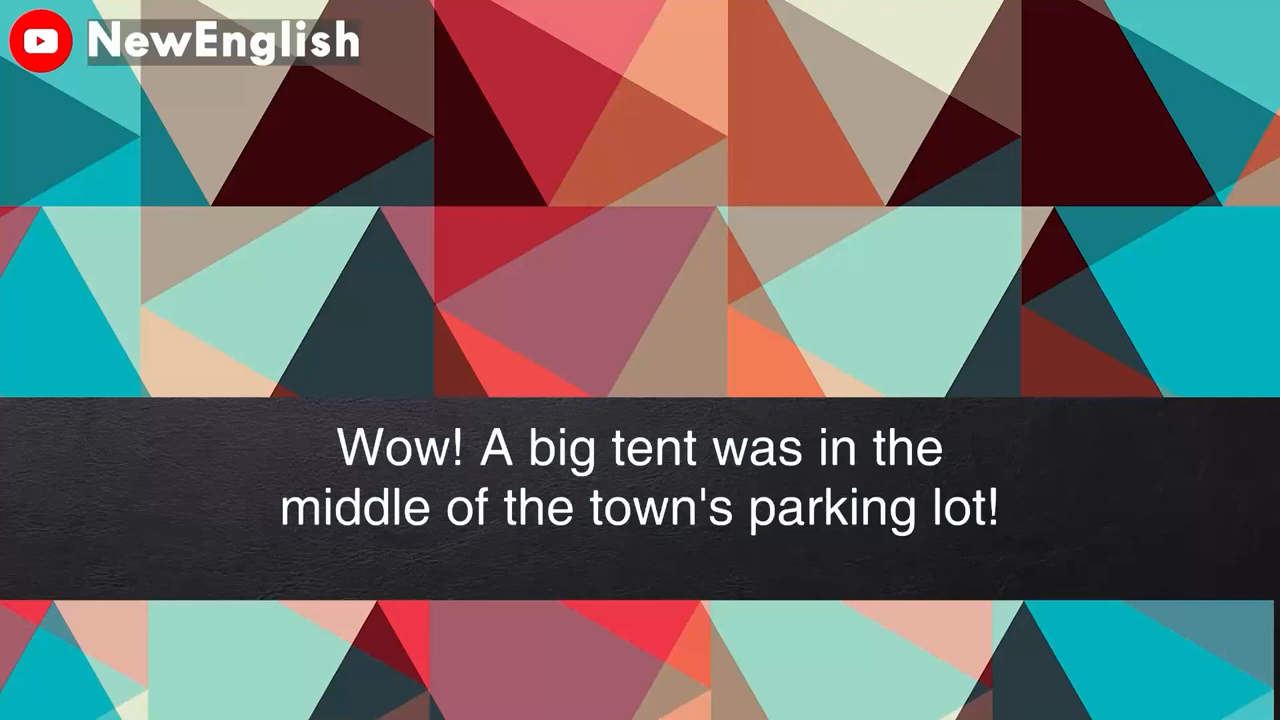 NewEnglish
Wow! A big tent was in the
middle of the town's parking lot!